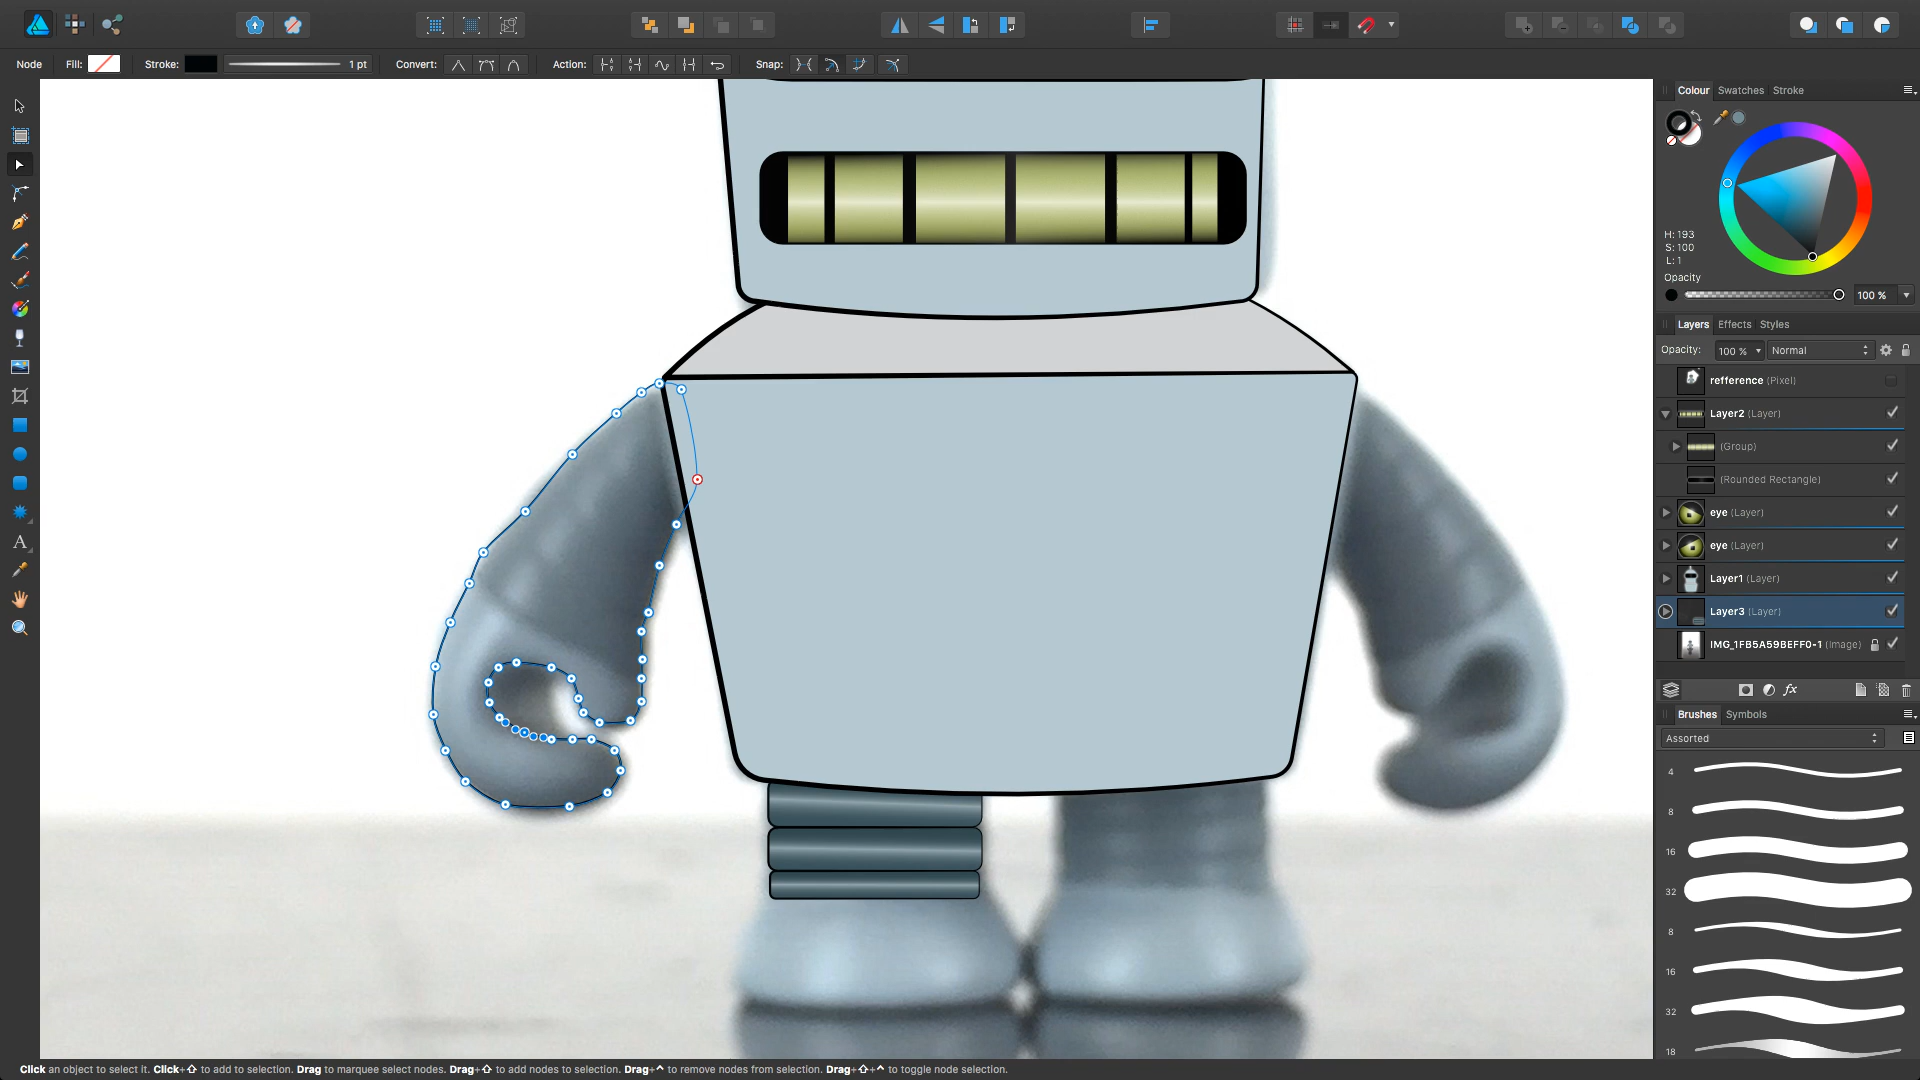 Node Fill: Stroke: 1 pt Convert: Action: Snap:
Colour Swatches Stroke
H: 193
S: 100
L: 1
Opacity
100 %
Layers Effects Styles
Opacity: 100 % Normal
refference (Pixel)
Layer2 (Layer)
(Group)
(Rounded Rectangle)
eye (Layer)
eye (Layer)
Layer1 (Layer)
Layer3 (Layer)
IMG_1FB5A59BEFF0-1 (Image)
fx
Brushes Symbols
Assorted
4
8
16
32
8
16
32
18
A
Click an object to select it. Click+⇧ to add to selection. Drag to marquee select nodes. Drag+⇧ to add nodes to selection. Drag+^ to remove nodes from selection. Drag+⇧+^ to toggle node selection.